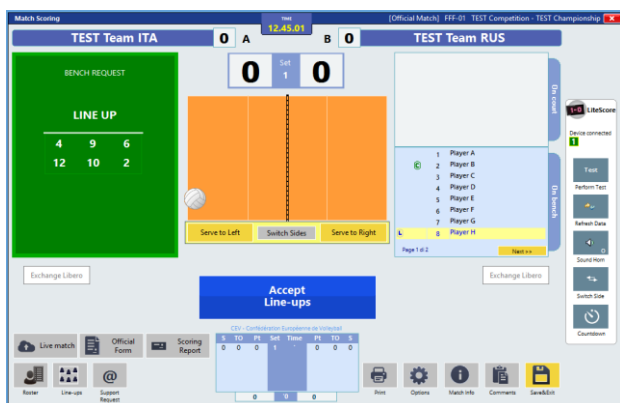 Match Scoring
TIME
12.45.01
[Official Match] FFF-01 TEST Competition - TEST Championship
TEST Team ITA
0 A
B 0
TEST Team RUS
BENCH REQUEST
LINE UP
4 9 6
12 10 2
0 Set 1 0
Serve to Left
Switch Sides
Serve to Right
On court
On bench
1 Player A
C 2 Player B
3 Player C
4 Player D
5 Player E
6 Player F
7 Player G
L 8 Player H
Page 1 of 2
Next >>
LiteScore
Device connected
1
Test
Perform Test
Refresh Data
Sound Horn
Switch Side
Countdown
Exchange Libero
Exchange Libero
Accept
Line-ups
CEV - Confédération Européenne de Volleyball
S TO Pt Set Time Pt TO S
0 0 0 1 ' 0 0 0
0 '0 0
Live match
Official
Form
Scoring
Report
Roster
Line-ups
@
Support
Request
Print
Options
Match Info
Comments
Save&Exit